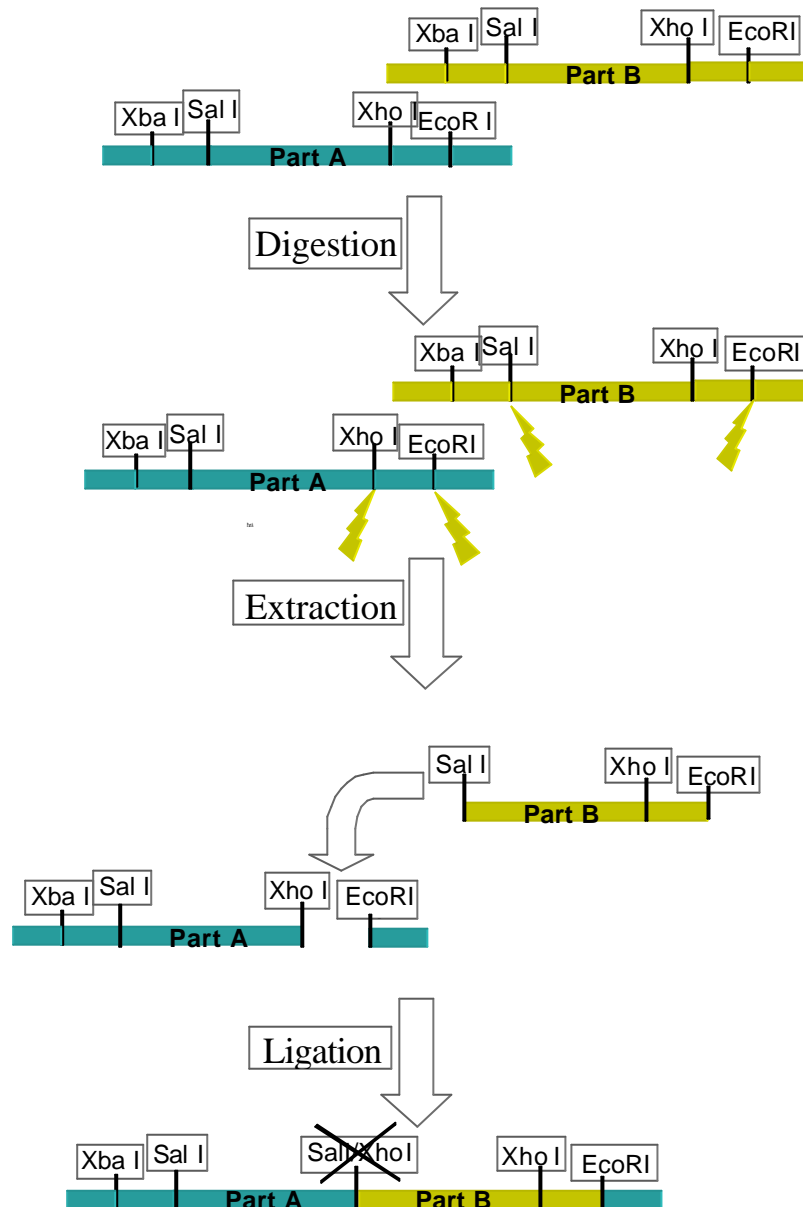 Xba I Sal I Xho I EcoRI
Part B
Xba I Sal I Xho I EcoR I
Part A
Digestion
Xba I Sal I Xho I EcoRI
Part B
Xba I Sal I Xho I EcoRI
Part A
Extraction
Sal I Xho I EcoRI
Part B
Xba I Sal I Xho I EcoRI
Part A
Ligation
Xba I Sal I SalI/XhoI Xho I EcoRI
Part A Part B